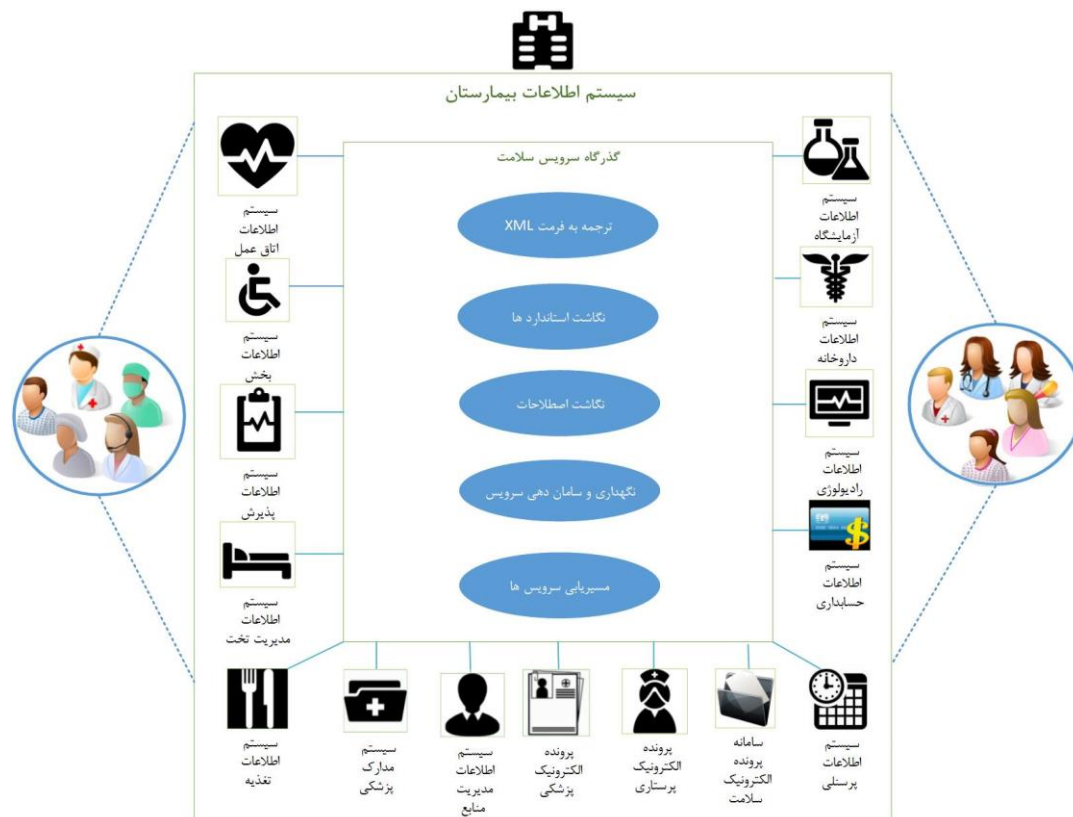 سیستم اطلاعات بیمارستان
گذرگاه سرویس سلامت
ترجمه به فرمت XML
نگاشت استاندارد ها
نگاشت اصطلاحات
نگهداری و سامان دهی سرویس
مسیریابی سرویس ها
سیستم
اطلاعات
آزمایشگاه
سیستم
اطلاعات
داروخانه
سیستم
اطلاعات
رادیولوژی
سیستم
اطلاعات
حسابداری
سیستم
اطلاعات
اتاق عمل
سیستم
اطلاعات
بخش
سیستم
اطلاعات
پذیرش
سیستم
اطلاعات
مدیریت تخت
سیستم
اطلاعات
پرسنلی
سامانه
پرونده
الکترونیک
سلامت
پرونده
الکترونیک
پرستاری
پرونده
الکترونیک
پزشکی
سیستم
اطلاعات
مدیریت
منابع
سیستم
مدارک
پزشکی
سیستم
اطلاعات
تغذیه